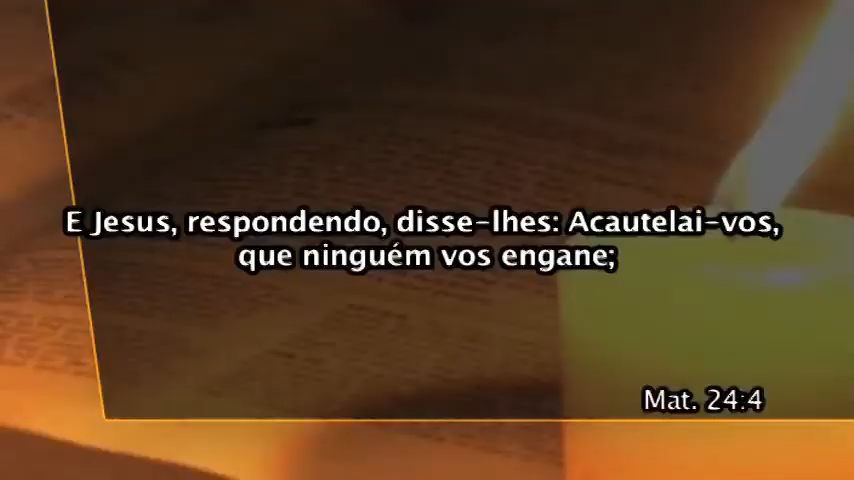 E Jesus, respondendo, disse-lhes: Acautelai-vos,
que ninguém vos engane;
Mat. 24:4